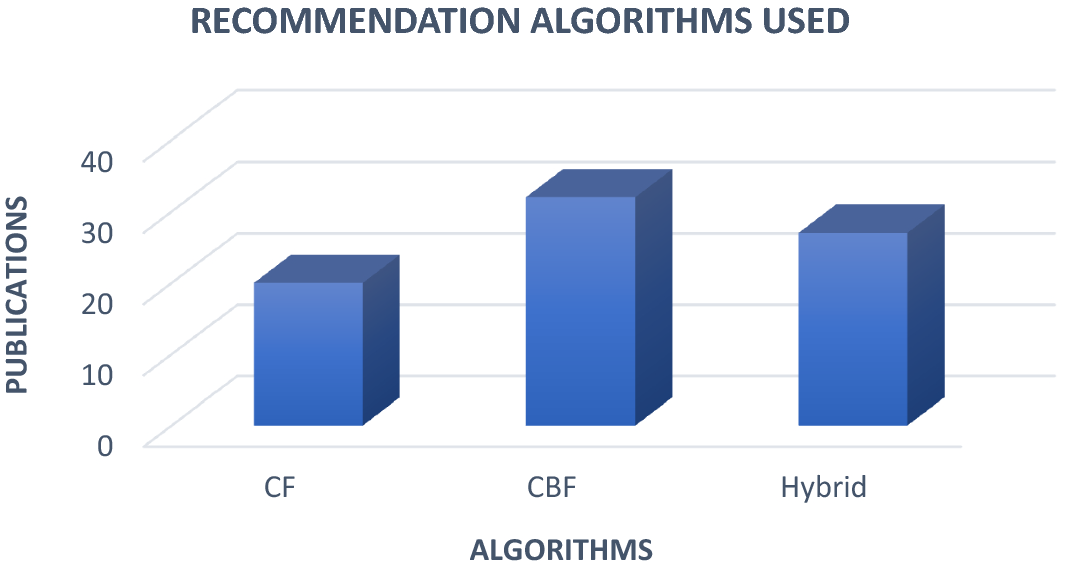 RECOMMENDATION ALGORITHMS USED
PUBLICATIONS
40
30
20
10
0
CF CBF Hybrid
ALGORITHMS